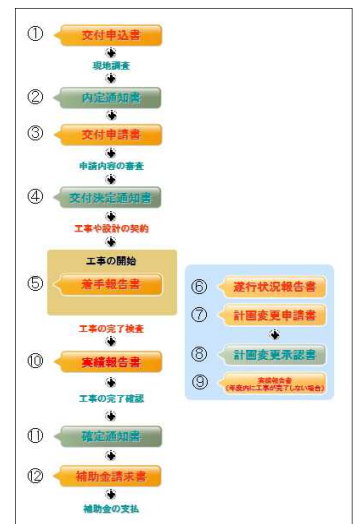 ① 交付申込書
現地調査
② 内定通知書
③ 交付申請書
申請内容の審査
④ 交付決定通知書
工事や設計の契約
工事の開始
⑤ 着手報告書
工事の完了検査
⑩ 実績報告書
工事の完了確認
⑪ 確定通知書
⑫ 補助金請求書
補助金の支払
⑥ 遂行状況報告書
⑦ 計画変更申請書
⑧ 計画変更承認書
⑨ 実績報告書
(年度内に工事が完了しない場合)